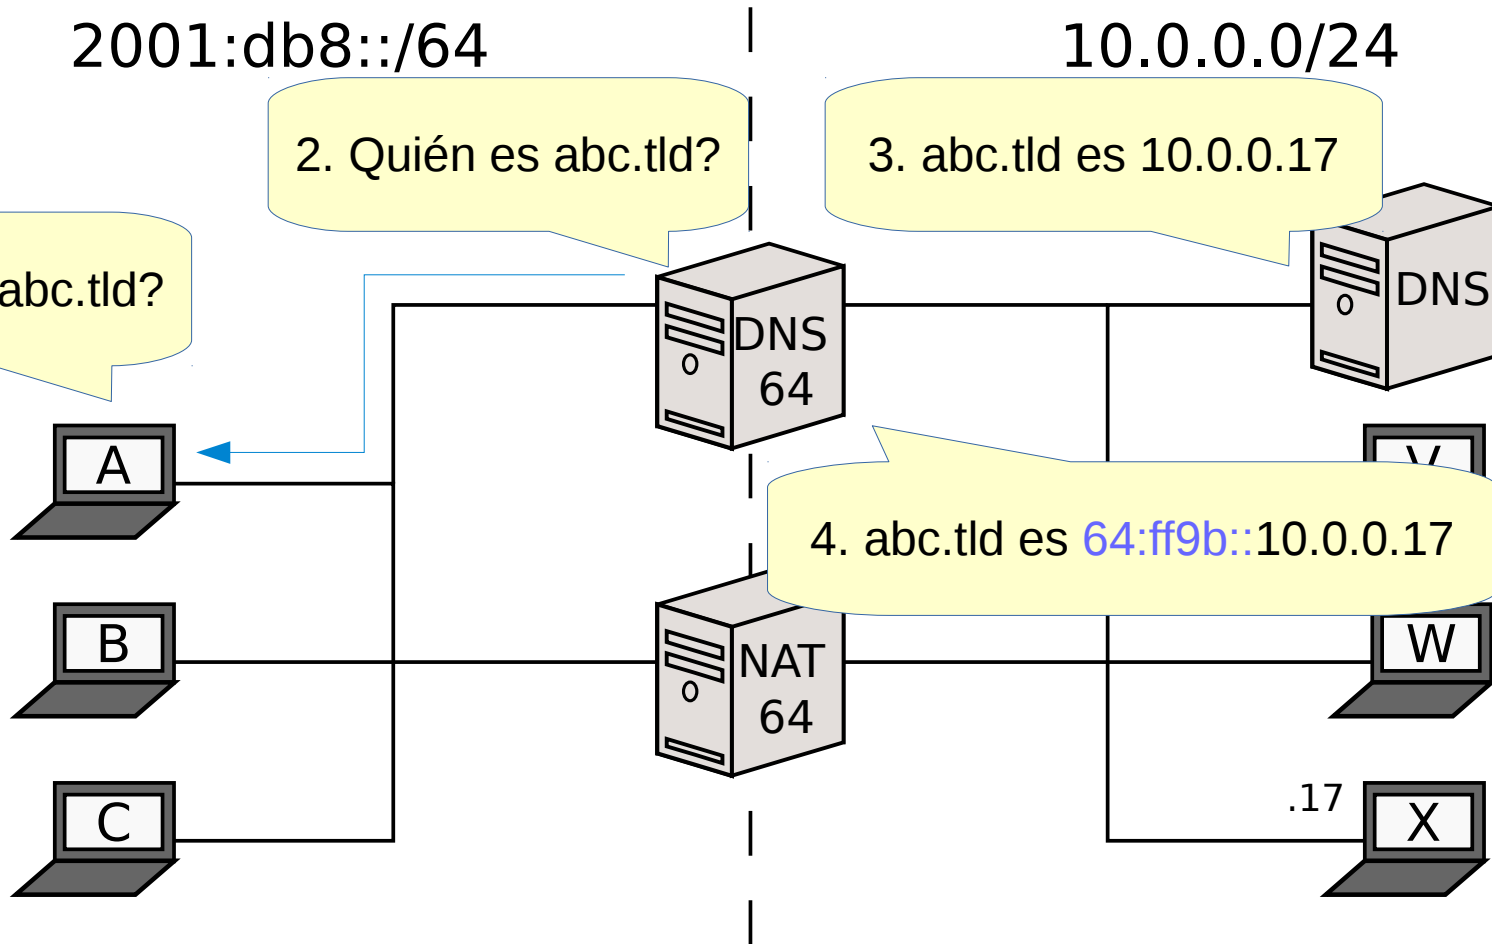 2001:db8::/64
10.0.0.0/24
2. Quién es abc.tld?
3. abc.tld es 10.0.0.17
abc.tld?
DNS
DNS
64
A
4. abc.tld es 64:ff9b::10.0.0.17
B
NAT
64
W
C
.17
X